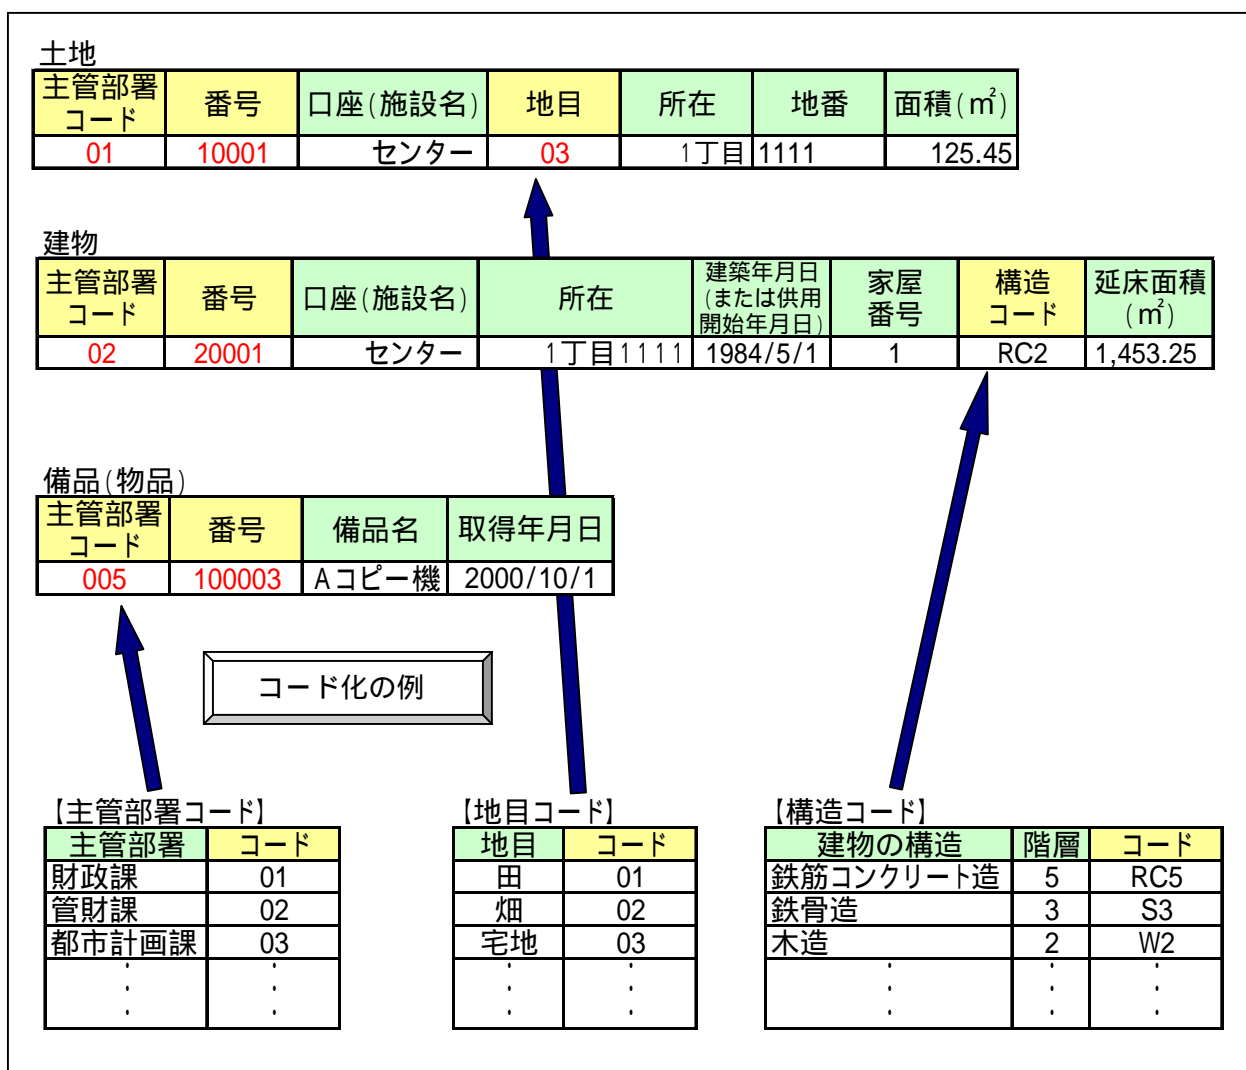 土地
主管部署コード 番号 口座(施設名) 地目 所在 地番 面積(㎡)
01 10001 センター 03 1丁目 1111 125.45
建物
主管部署コード 番号 口座(施設名) 所在 建築年月日(または供用開始年月日) 家屋番号 構造コード 延床面積(㎡)
02 20001 センター 1丁目1111 1984/5/1 1 RC2 1,453.25
備品(物品)
主管部署コード 番号 備品名 取得年月日
005 100003 Aコピー機 2000/10/1
コード化の例
【主管部署コード】
主管部署 コード
財政課 01
管財課 02
都市計画課 03
： ：
・ ・
【地目コード】
地目 コード
田 01
畑 02
宅地 03
： ：
・ ・
【構造コード】
建物の構造 階層 コード
鉄筋コンクリート造 5 RC5
鉄骨造 3 S3
木造 2 W2
： ： ：
・ ・ ・